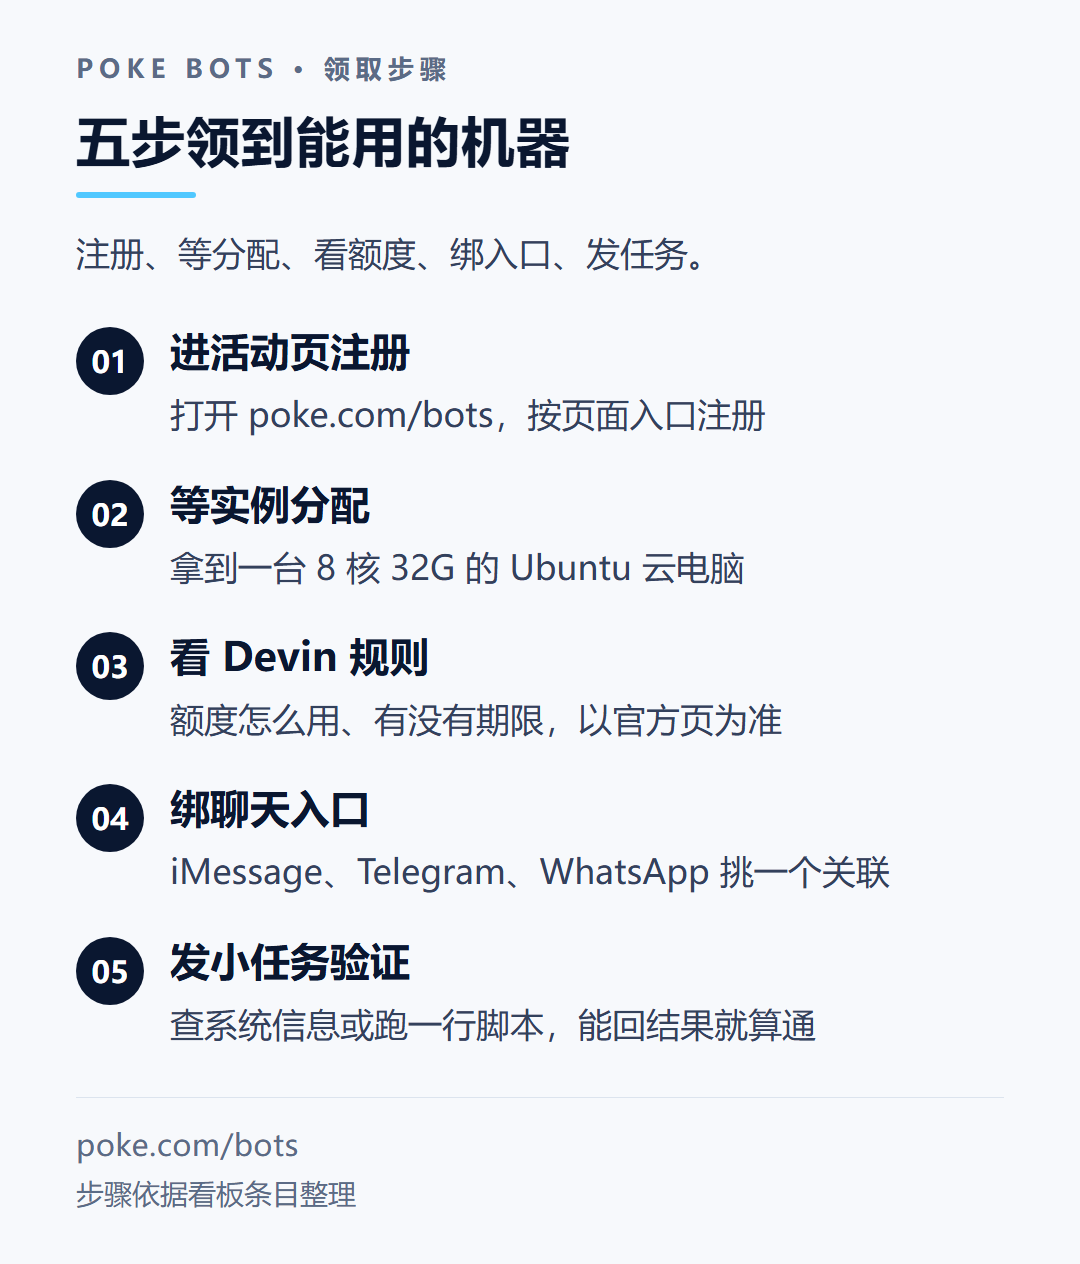 POKE BOTS • 领取步骤
五步领到能用的机器
注册、等分配、看额度、绑入口、发任务。
01 进活动页注册
打开 poke.com/bots，按页面入口注册
02 等实例分配
拿到一台 8 核 32G 的 Ubuntu 云电脑
03 看 Devin 规则
额度怎么用、有没有期限，以官方页为准
04 绑聊天入口
iMessage、Telegram、WhatsApp 挑一个关联
05 发小任务验证
查系统信息或跑一行脚本，能回结果就算通
poke.com/bots
步骤依据看板条目整理